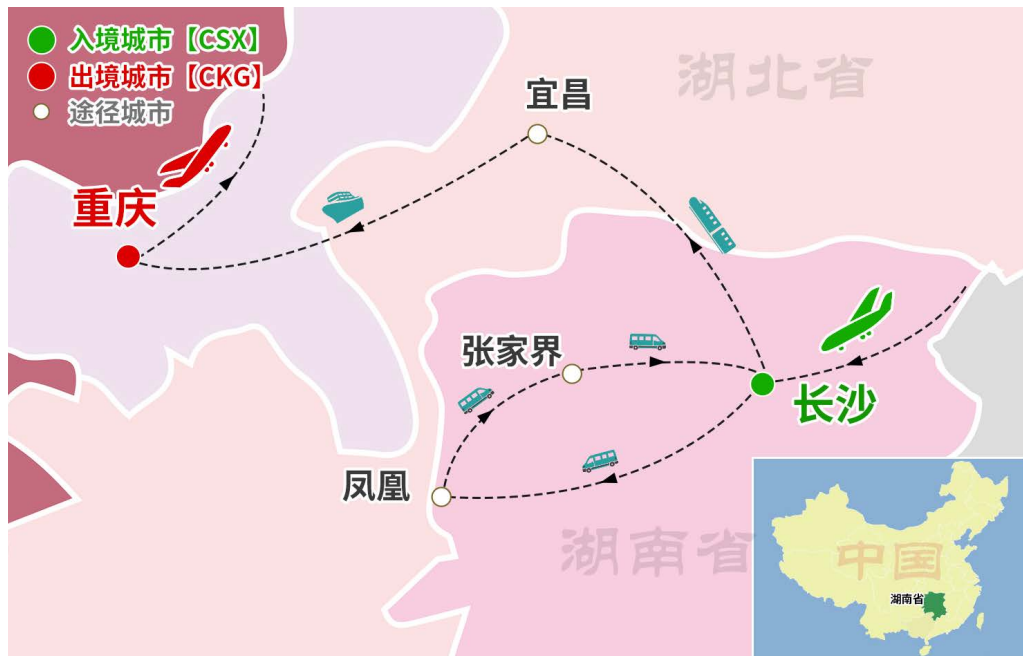 入境城市【CSX】
出境城市【CKG】
途径城市
湖北省
宜昌
重庆
张家界
长沙
凤凰
湖南省
中国
湖南省